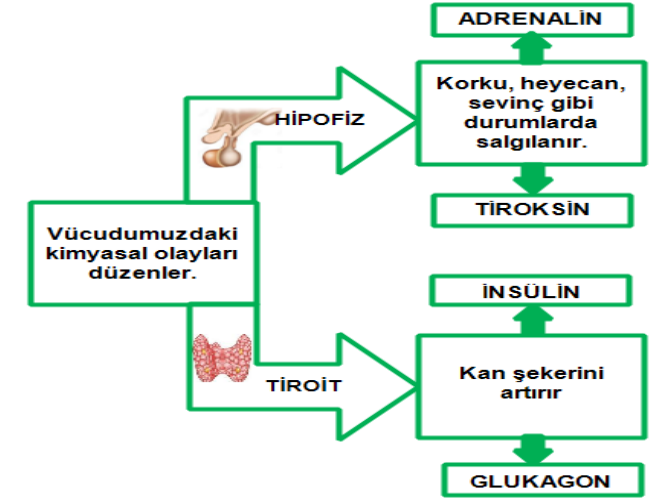 ADRENALİN
Korku, heyecan,
sevinç gibi
durumlarda
salgılanır.
HİPOFİZ
TİROKSİN
Vücudumuzdaki
kimyasal olayları
düzenler.
İNSÜLİN
Kan şekerini
artırır
TİROİT
GLUKAGON